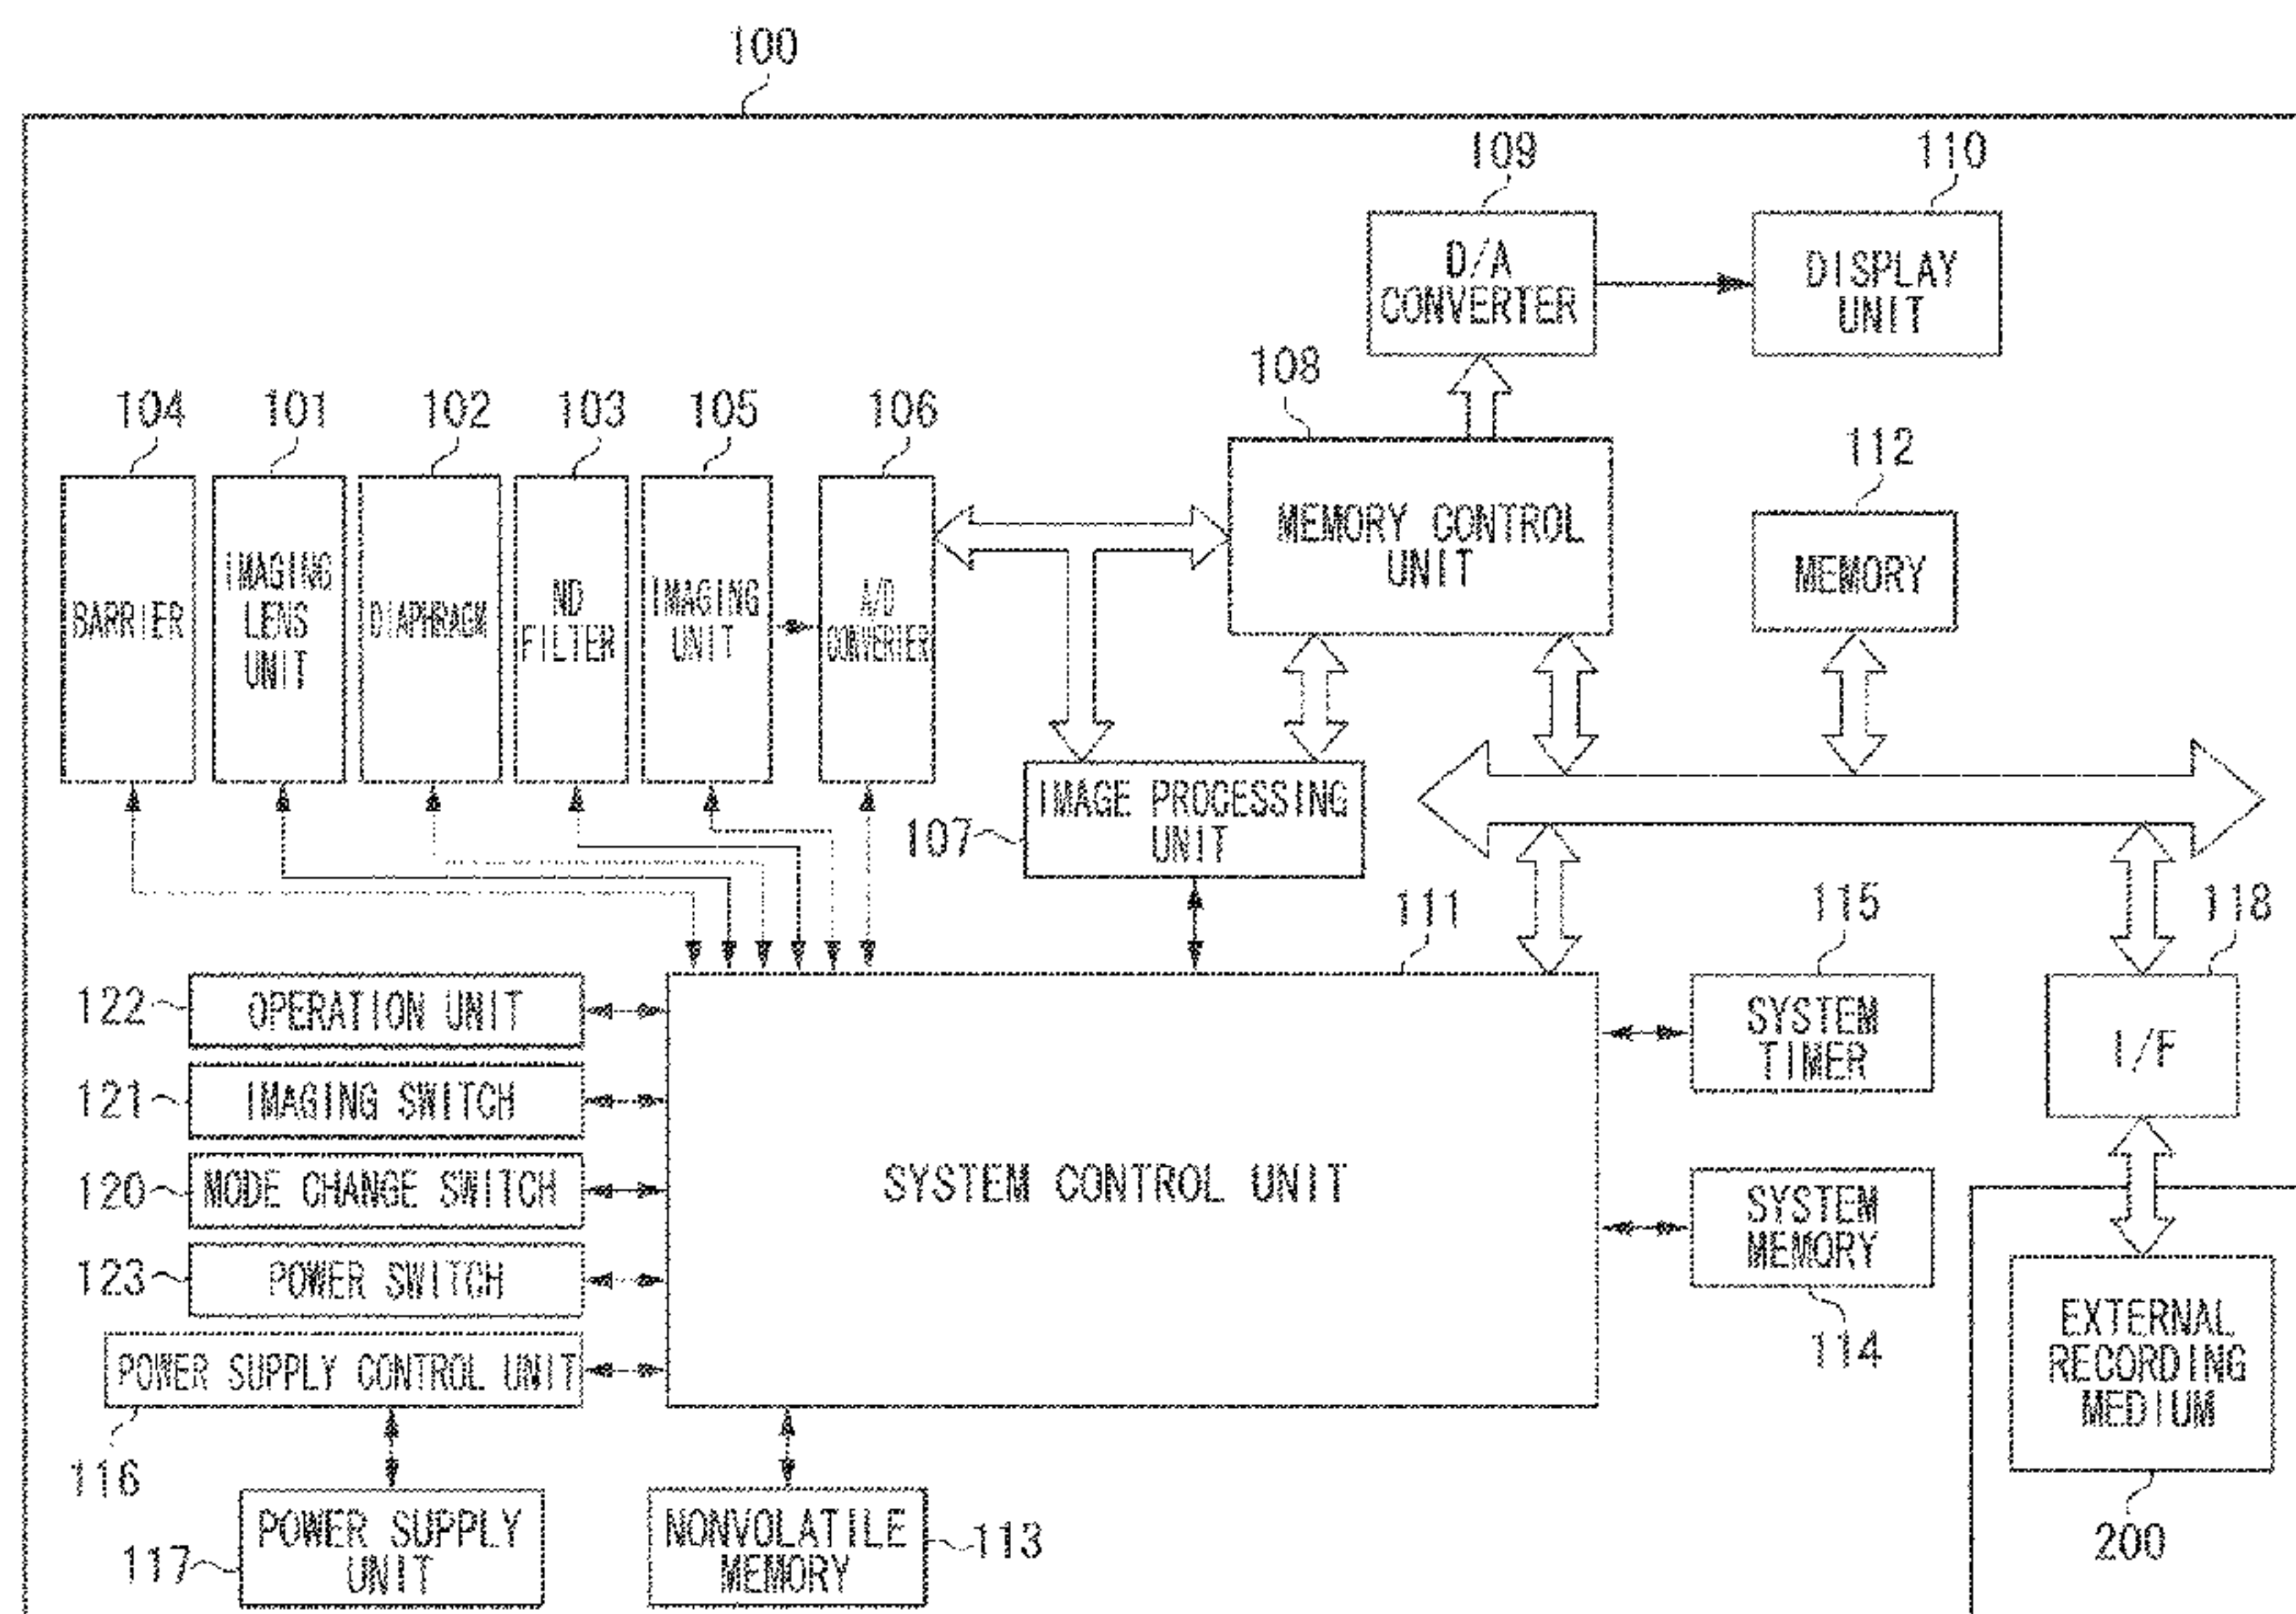 100
109
110
D/A
CONVERTER
DISPLAY
UNIT
108
104
101
102
103
105
106
112
MEMORY CONTROL
UNIT
MEMORY
BARRIER
IMAGING
LENS
UNIT
DIAPHRAGM
ND
FILTER
IMAGING
UNIT
A/D
CONVERTER
IMAGE PROCESSING
UNIT
107
111
115
118
122
OPERATION UNIT
SYSTEM
TIMER
I/F
121
IMAGING SWITCH
120
MODE CHANGE SWITCH
SYSTEM CONTROL UNIT
SYSTEM
MEMORY
123
POWER SWITCH
114
POWER SUPPLY CONTROL UNIT
EXTERNAL
RECORDING
MEDIUM
116
POWER SUPPLY
UNIT
117
NONVOLATILE
MEMORY
113
200